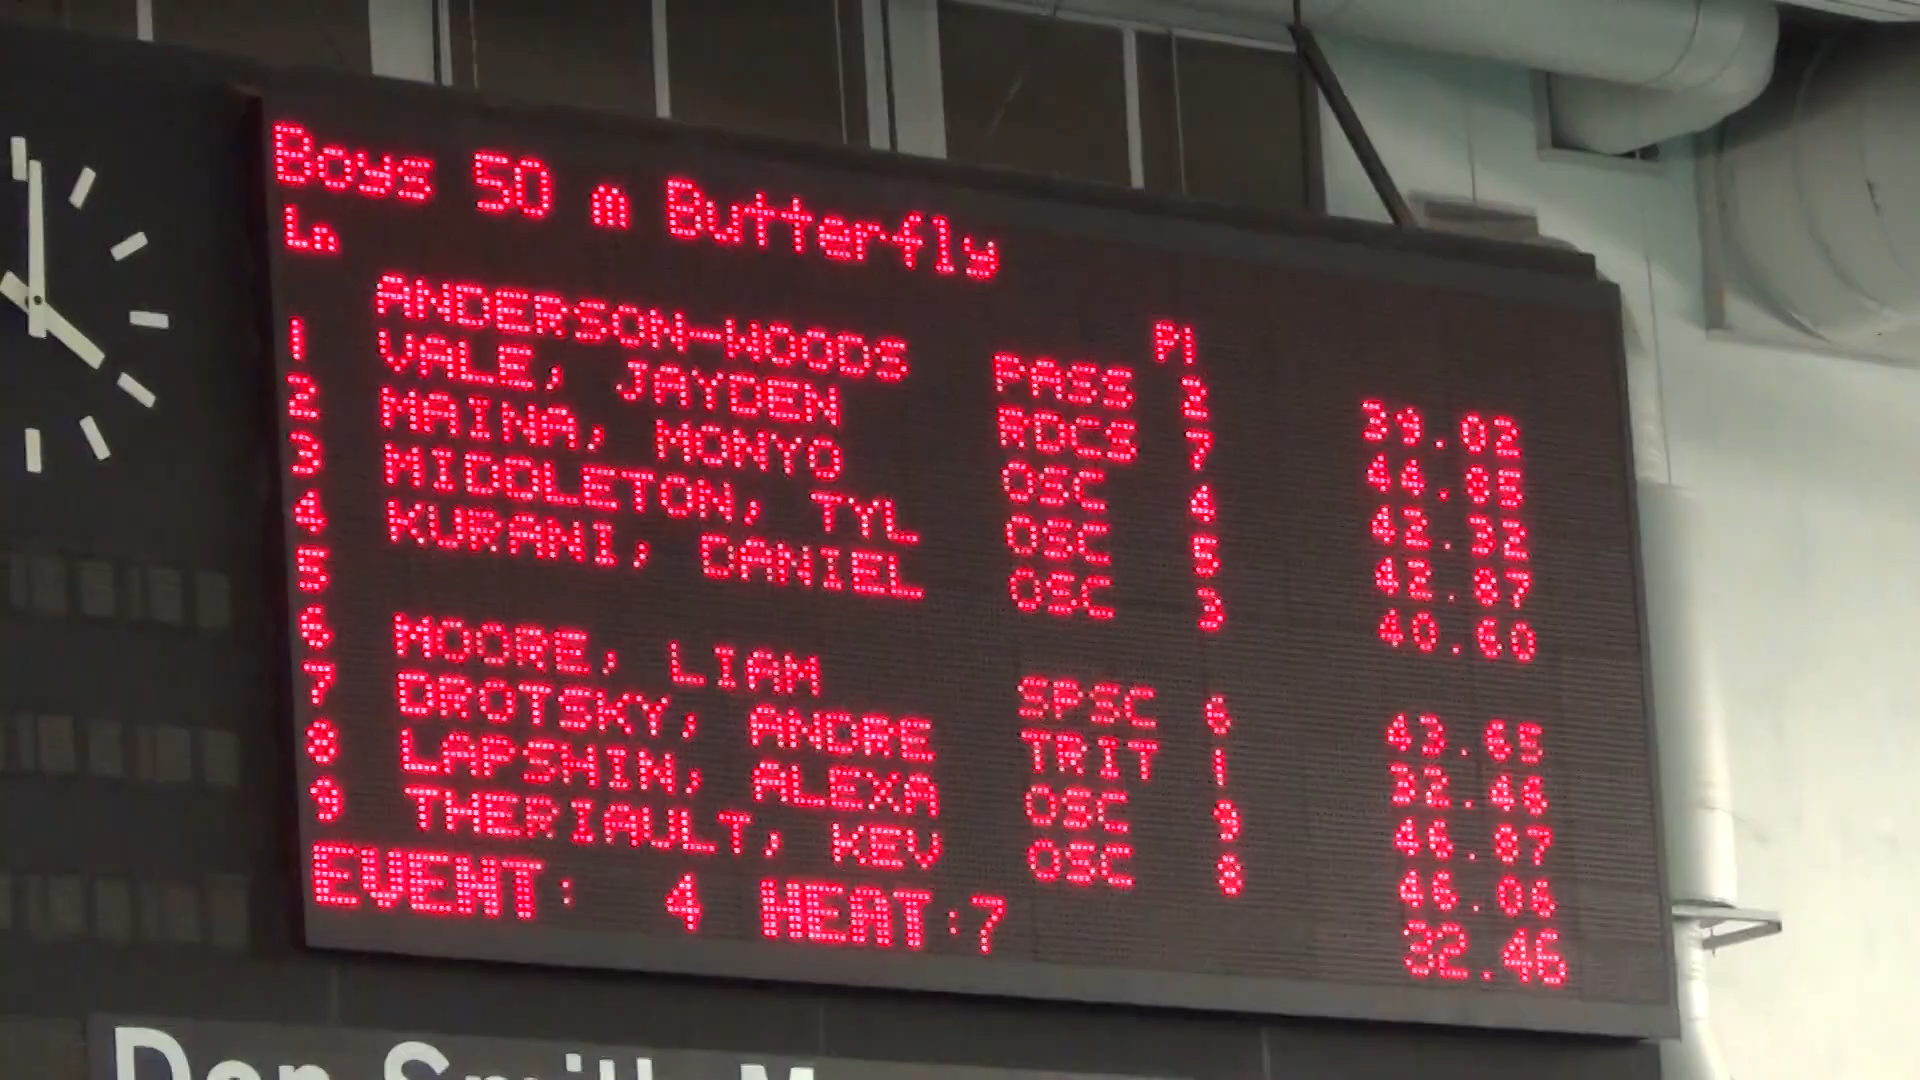 Boys 50 m Butterfly
Ln Pl
ANDERSON-WOODS PASS 2 39.02
1 VALE, JAYDEN RDCS 7 44.85
2 MAINA, MONYO OSC 4 42.32
3 MIDDLETON, TYL OSC 5 42.87
4 KURANI, DANIEL OSC 3 40.60
5
6 MOORE, LIAM SPSC 6 43.65
7 DROTSKY, ANDRE TRIT 1 32.46
8 LAPSHIN, ALEXA OSC 9 46.87
9 THERIAULT, KEV OSC 8 46.06
EVENT: 4 HEAT:7 32.46